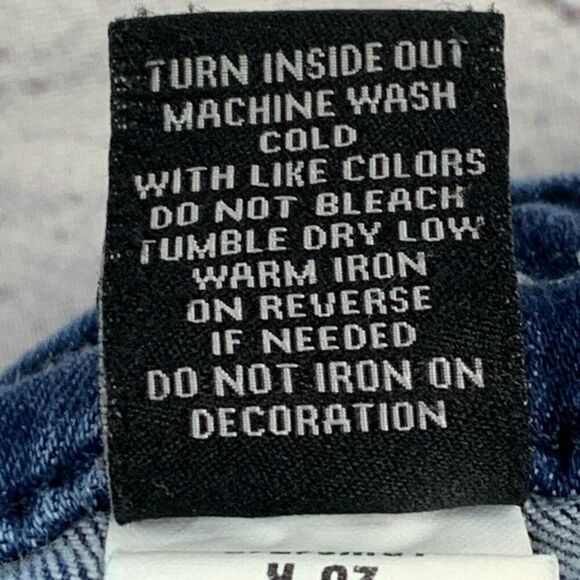 TURN INSIDE OUT
MACHINE WASH
COLD
WITH LIKE COLORS
DO NOT BLEACH
TUMBLE DRY LOW
WARM IRON
ON REVERSE
IF NEEDED
DO NOT IRON ON
DECORATION